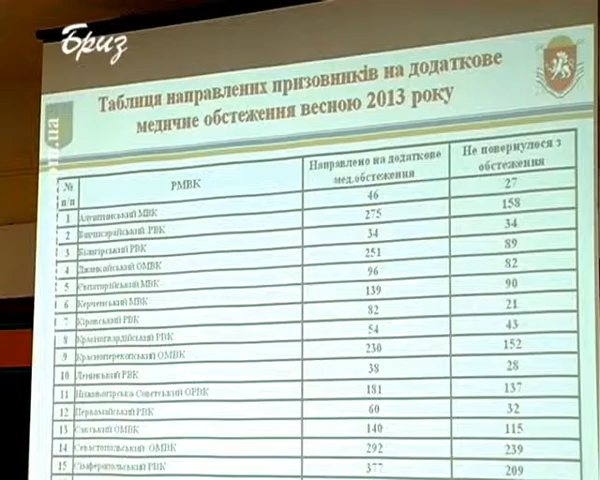 Бриз
Таблиця направлених призовників на додаткове
медичне обстеження весною 2013 року
№ п/п РМВК Направлено на додаткове мед.обстеження Не повернулося з обстеження
1 Алуштинський МВК 46 27
2 Бахчисарайський РВК 275 158
3 Білогірський РВК 34 34
4 Джанкойський ОМВК 251 89
5 Євпаторійський МВК 96 82
6 Керченський МВК 139 90
7 Кіровський РВК 82 21
8 Красногвардійський РВК 54 43
9 Красноперекопський ОМВК 230 152
10 Ленінський РВК 38 28
11 Нижньогірсько-Советський ОРВК 181 137
12 Первомайський РВК 60 32
13 Сакський ОМВК 140 115
14 Севастопольський ОМВК 292 239
15 Сімферопольський РВК 377 209